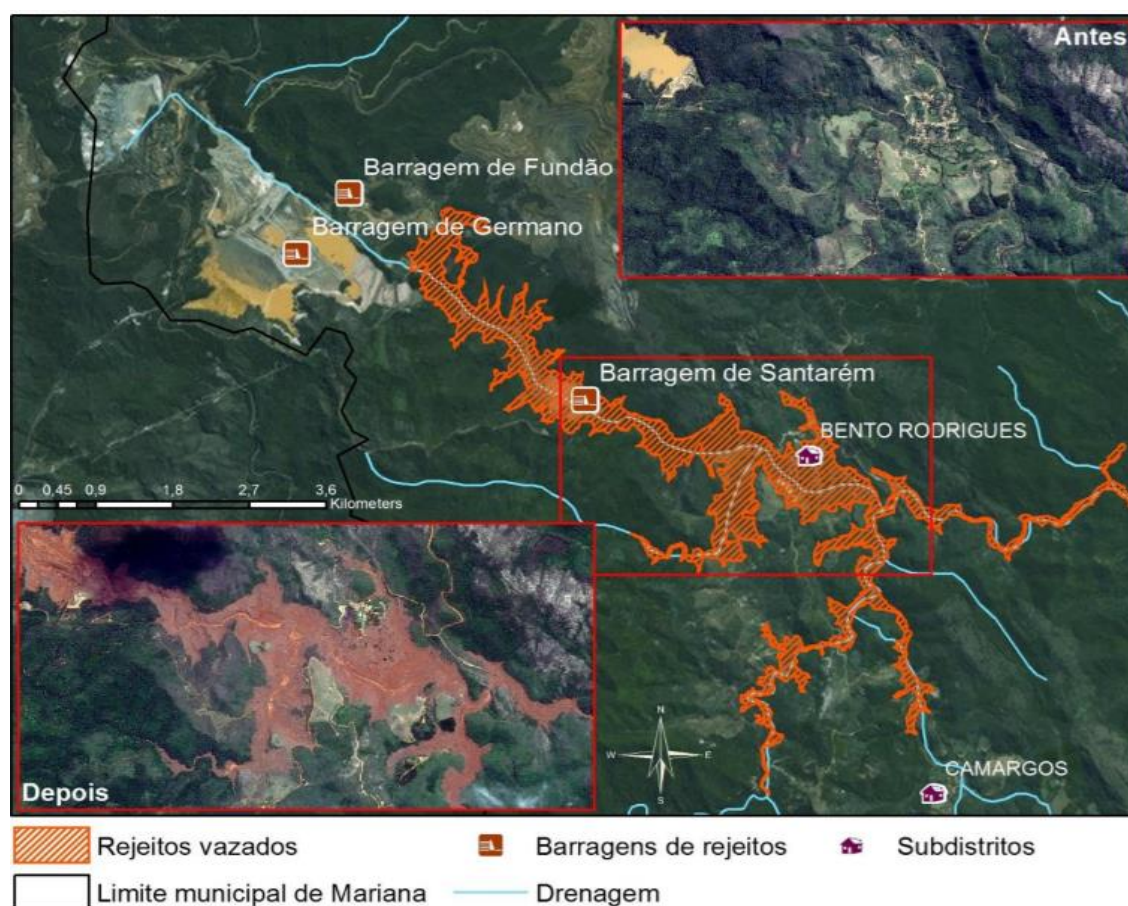 Antes
Barragem de Fundão
Barragem de Germano
Barragem de Santarém
BENTO RODRIGUES
0 0,45 0,9 1,8 2,7 3,6
Kilometers
N
W E
S
CAMARGOS
Depois
Rejeitos vazados
Barragens de rejeitos
Subdistritos
Limite municipal de Mariana
Drenagem